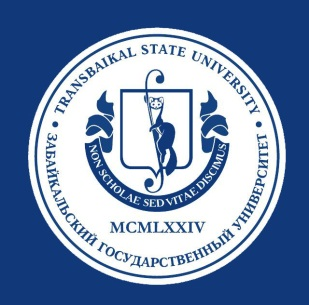 TRANSBAIKAL STATE UNIVERSITY
NON SCHOLAE SED VITAE DISCIMUS
MCMLXXIV
ЗАБАЙКАЛЬСКИЙ ГОСУДАРСТВЕННЫЙ УНИВЕРСИТЕТ